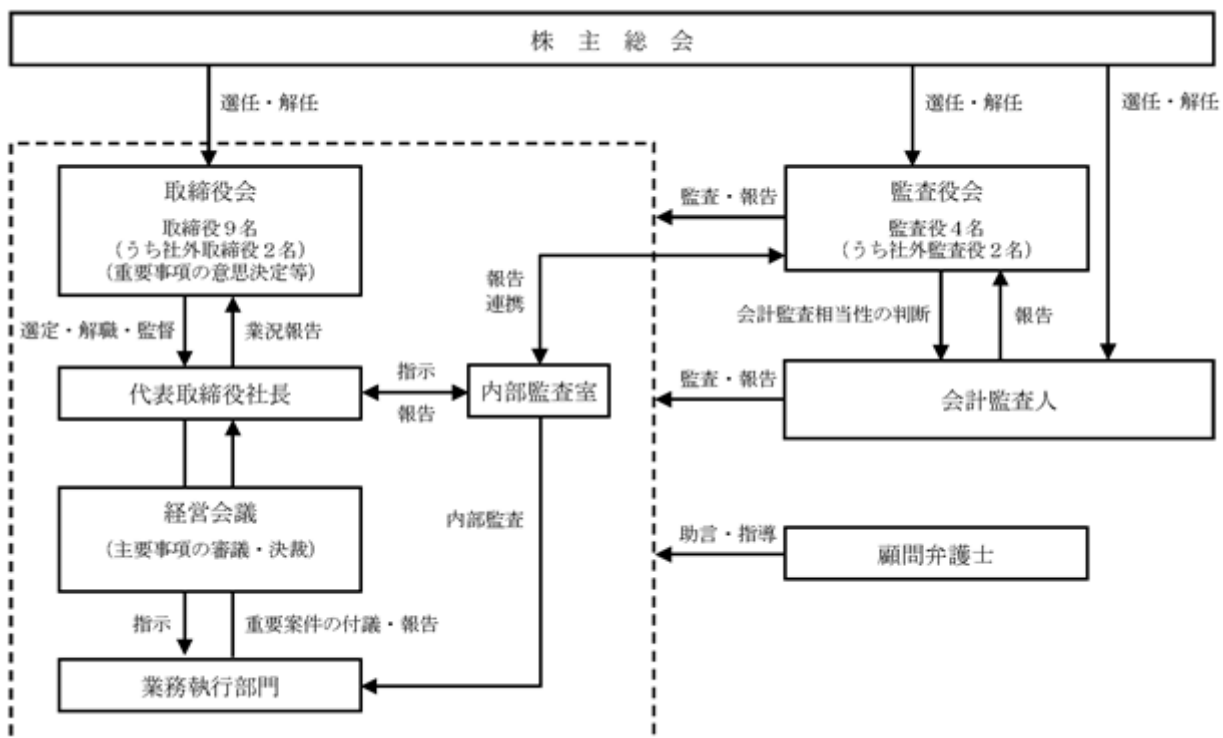 株主総会
選任・解任
選任・解任
選任・解任
取締役会
取締役９名
(うち社外取締役２名)
(重要事項の意思決定等)
監査・報告
監査役会
監査役４名
(うち社外監査役２名)
報告
連携
選定・解職・監督
業況報告
会計監査相当性の判断
報告
代表取締役社長
指示
報告
内部監査室
監査・報告
会計監査人
経営会議
(主要事項の審議・決裁)
内部監査
助言・指導
顧問弁護士
指示
重要案件の付議・報告
業務執行部門